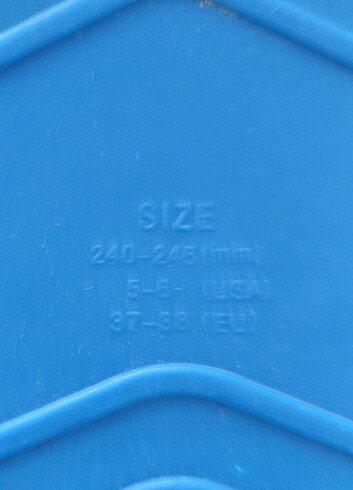 SIZE
240-245(mm)
5-6- (USA)
37-38 (EU)